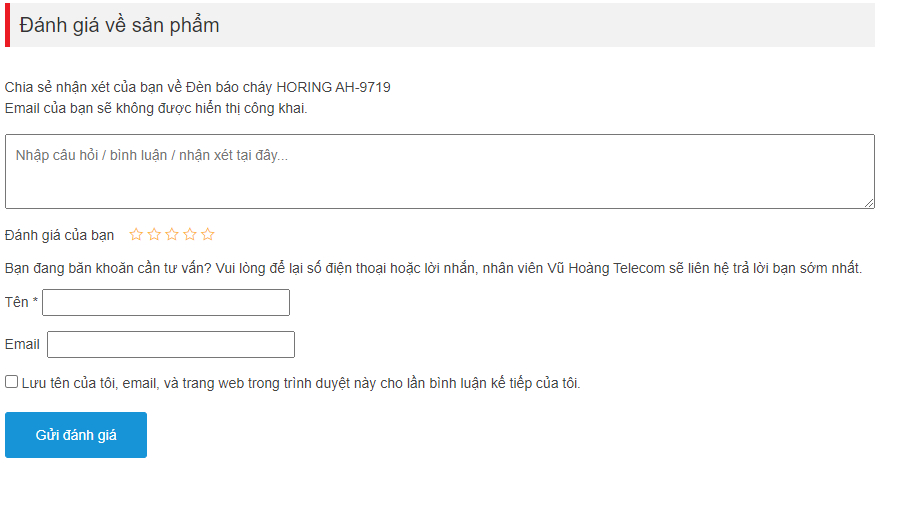 Đánh giá về sản phẩm
Chia sẻ nhận xét của bạn về Đèn báo cháy HORING AH-9719
Email của bạn sẽ không được hiển thị công khai.
Nhập câu hỏi / bình luận / nhận xét tại đây...
Đánh giá của bạn
Bạn đang băn khoăn cần tư vấn? Vui lòng để lại số điện thoại hoặc lời nhắn, nhân viên Vũ Hoàng Telecom sẽ liên hệ trả lời bạn sớm nhất.
Tên *
Email
Lưu tên của tôi, email, và trang web trong trình duyệt này cho lần bình luận kế tiếp của tôi.
Gửi đánh giá